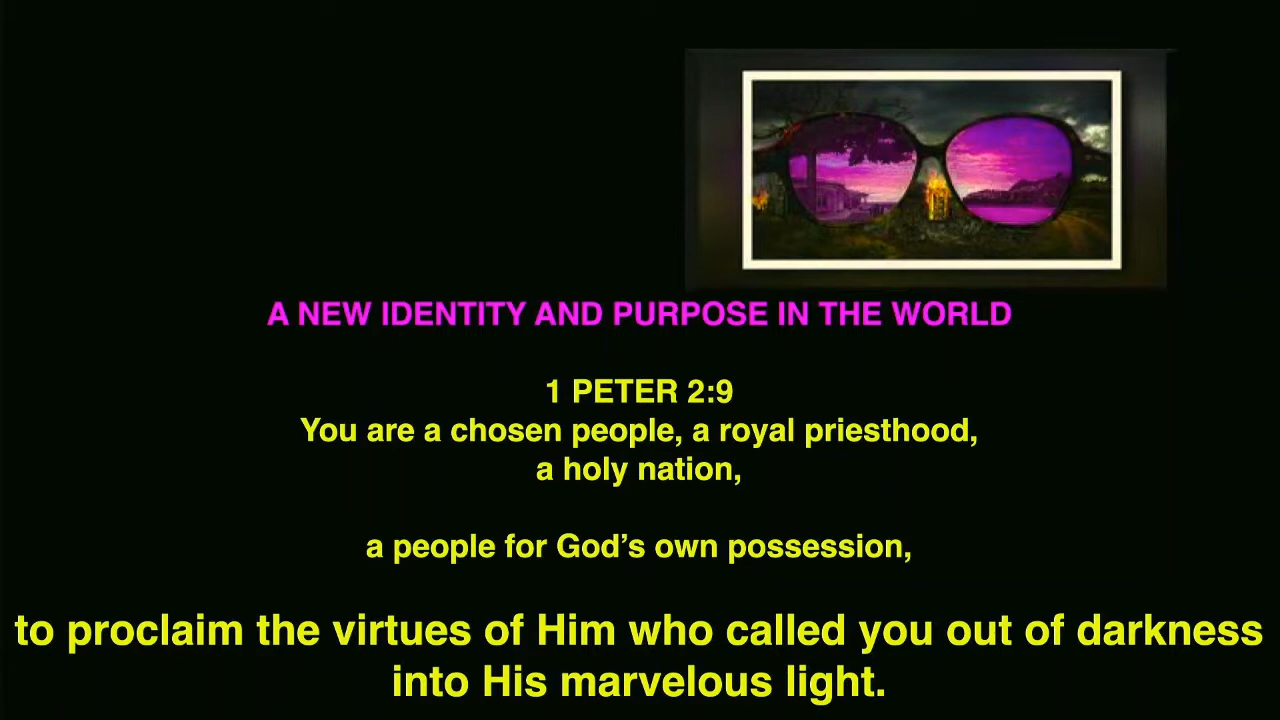 A NEW IDENTITY AND PURPOSE IN THE WORLD
1 PETER 2:9
You are a chosen people, a royal priesthood,
a holy nation,
a people for God’s own possession,
to proclaim the virtues of Him who called you out of darkness
into His marvelous light.